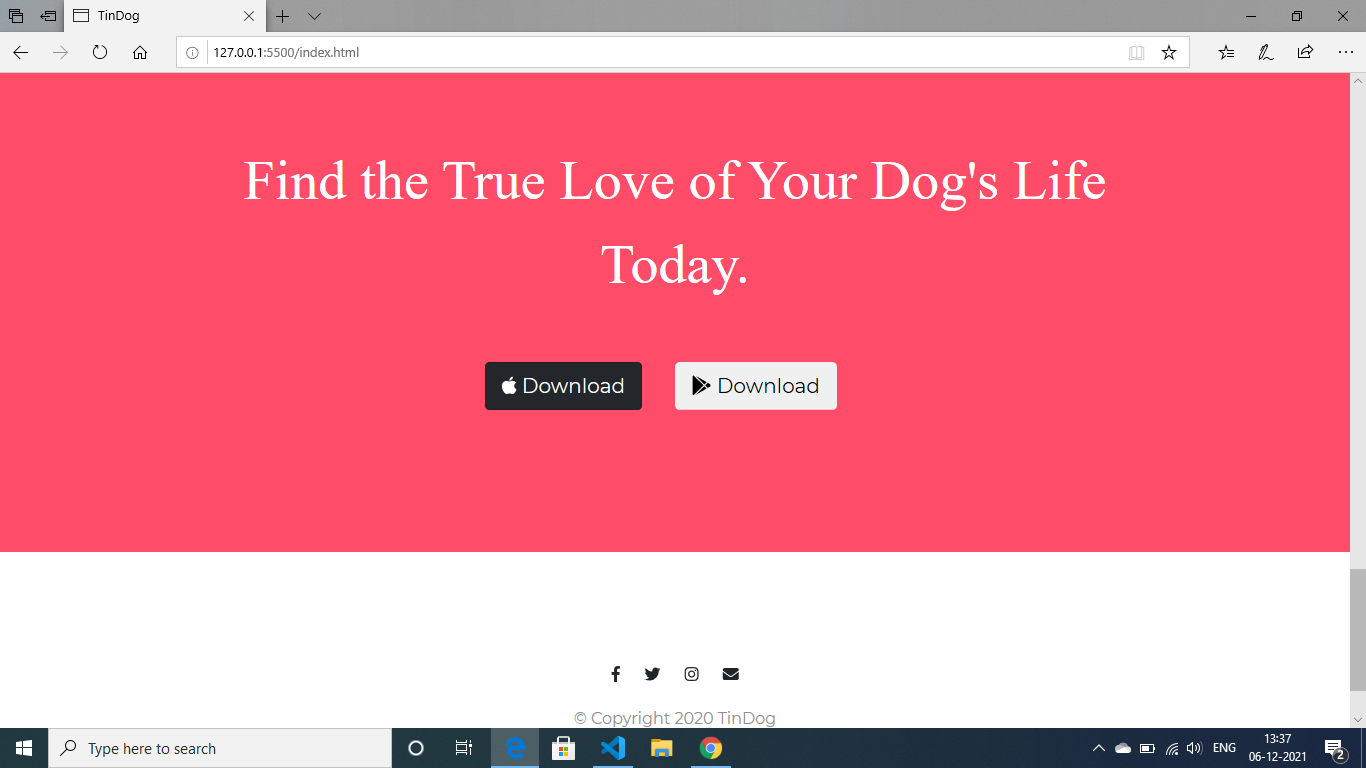 TinDog
127.0.0.1:5500/index.html
Find the True Love of Your Dog's Life
Today.
Download Download
© Copyright 2020 TinDog
Type here to search
ENG
13:37
06-12-2021
2